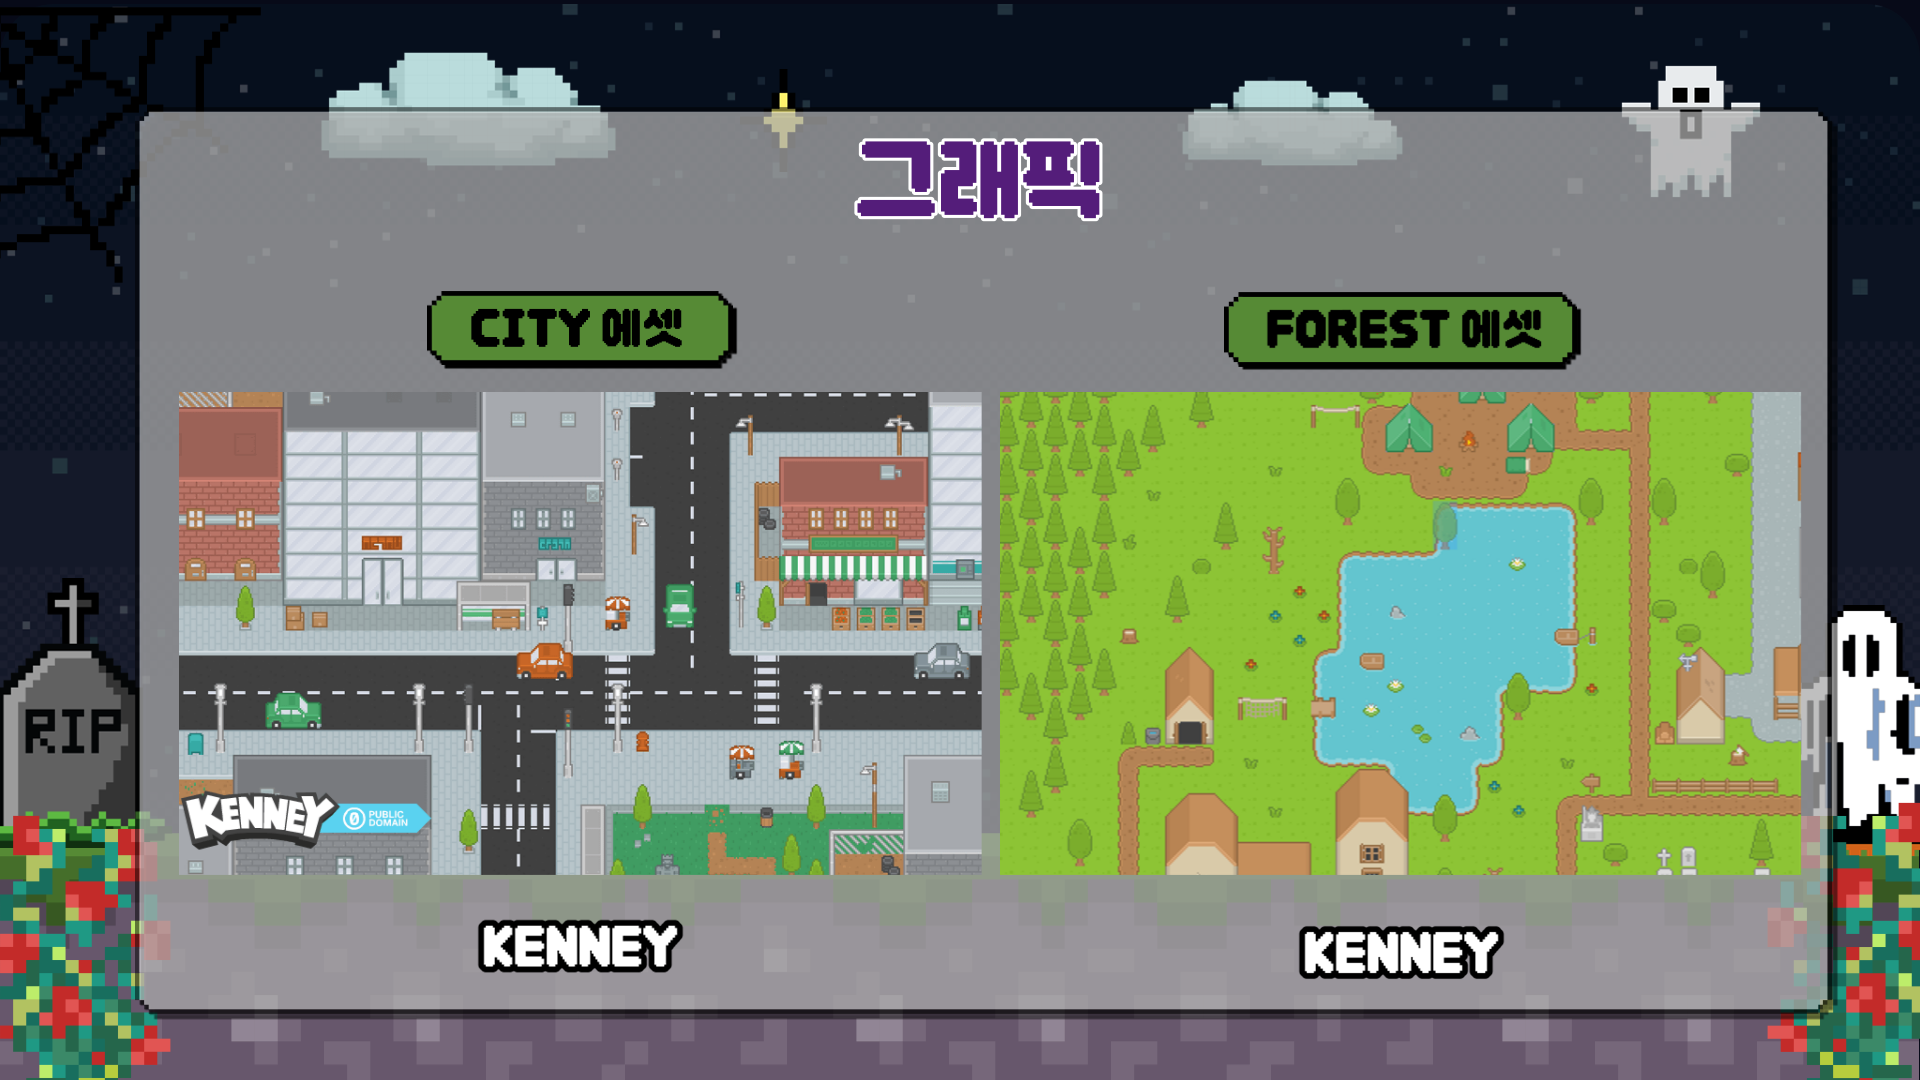 그래픽
CITY 에셋
FOREST 에셋
KENNEY
PUBLIC
DOMAIN
RIP
KENNEY
KENNEY